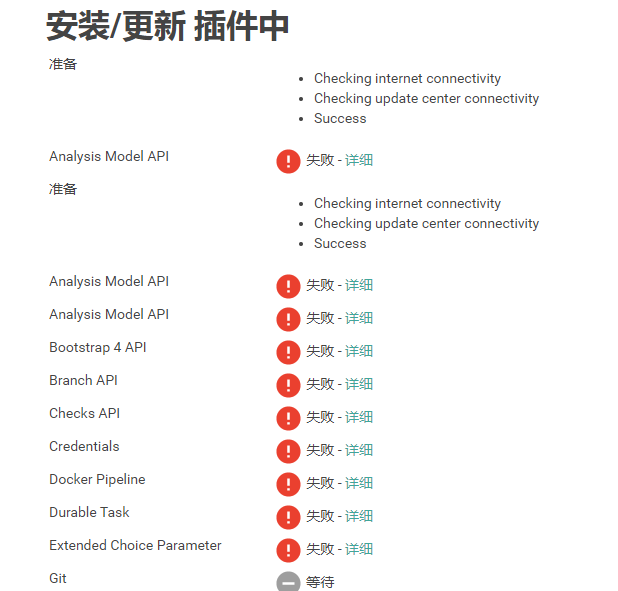 安装/更新 插件中
准备
Checking internet connectivity
Checking update center connectivity
Success
Analysis Model API 失败 - 详细
准备
Checking internet connectivity
Checking update center connectivity
Success
Analysis Model API 失败 - 详细
Analysis Model API 失败 - 详细
Bootstrap 4 API 失败 - 详细
Branch API 失败 - 详细
Checks API 失败 - 详细
Credentials 失败 - 详细
Docker Pipeline 失败 - 详细
Durable Task 失败 - 详细
Extended Choice Parameter 失败 - 详细
Git 等待